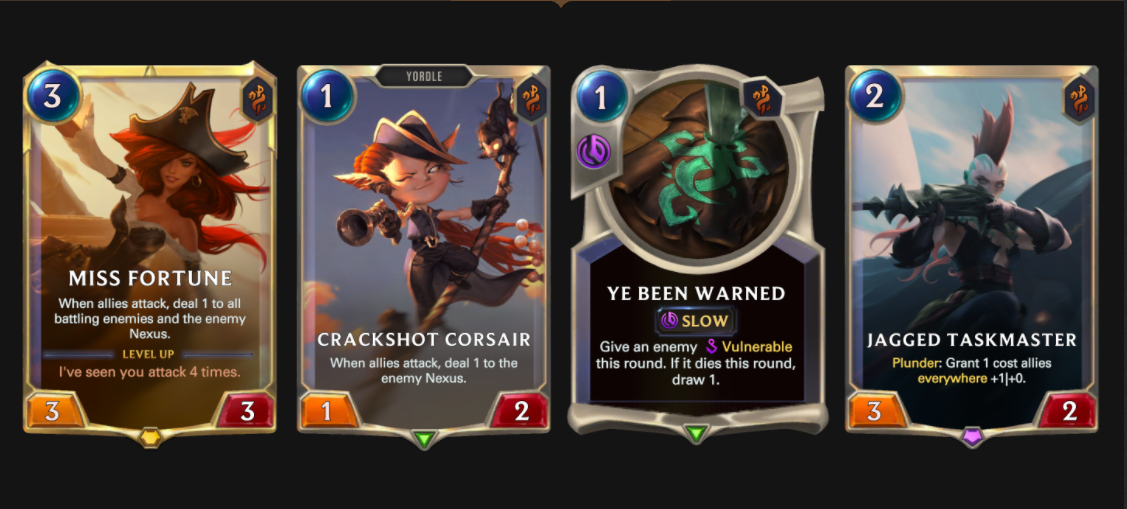 3
MISS FORTUNE
When allies attack, deal 1 to all
battling enemies and the enemy
Nexus.
LEVEL UP
I've seen you attack 4 times.
3
3
YORDLE
1
CRACKSHOT CORSAIR
When allies attack, deal 1 to the
enemy Nexus.
1
2
1
YE BEEN WARNED
SLOW
Give an enemy Vulnerable
this round. If it dies this round,
draw 1.
2
JAGGED TASKMASTER
Plunder: Grant 1 cost allies
everywhere +1|+0.
3
2